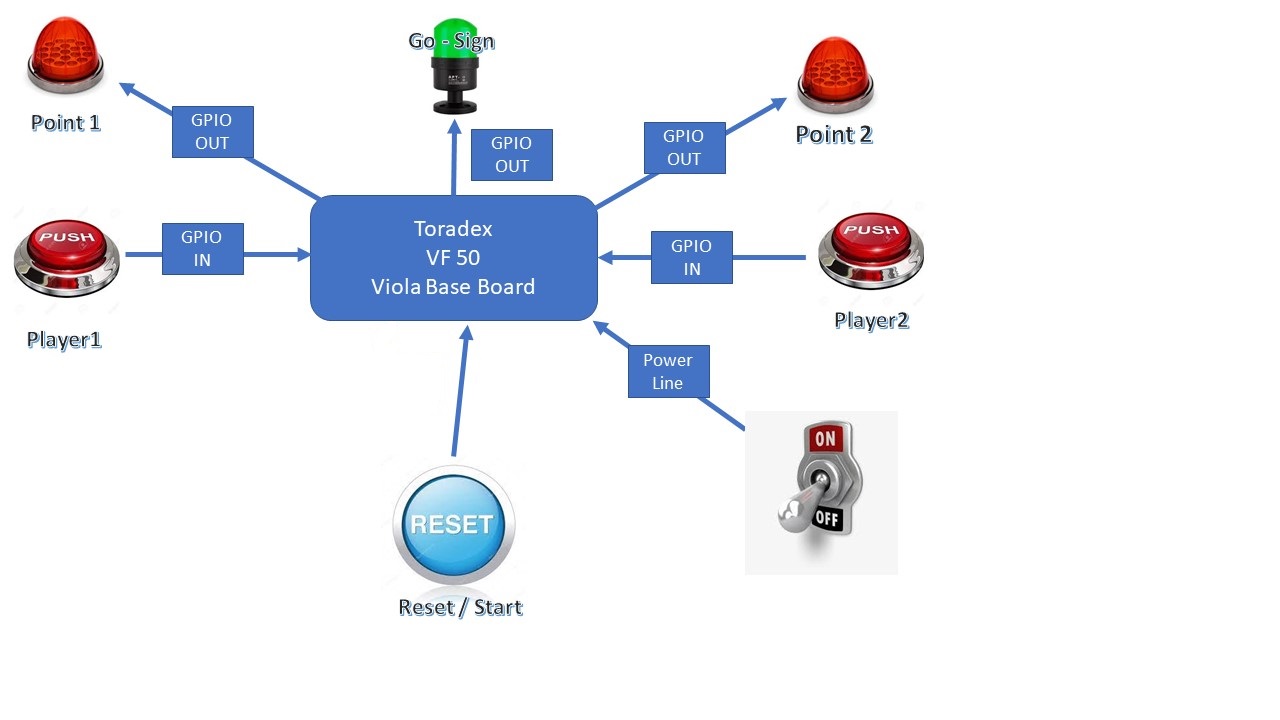 Go - Sign
Point 1
GPIO
OUT
GPIO
OUT
GPIO
OUT
Point 2
PUSH
Player1
GPIO
IN
Toradex
VF 50
Viola Base Board
GPIO
IN
PUSH
Player2
Power
Line
ON
OFF
RESET
Reset / Start